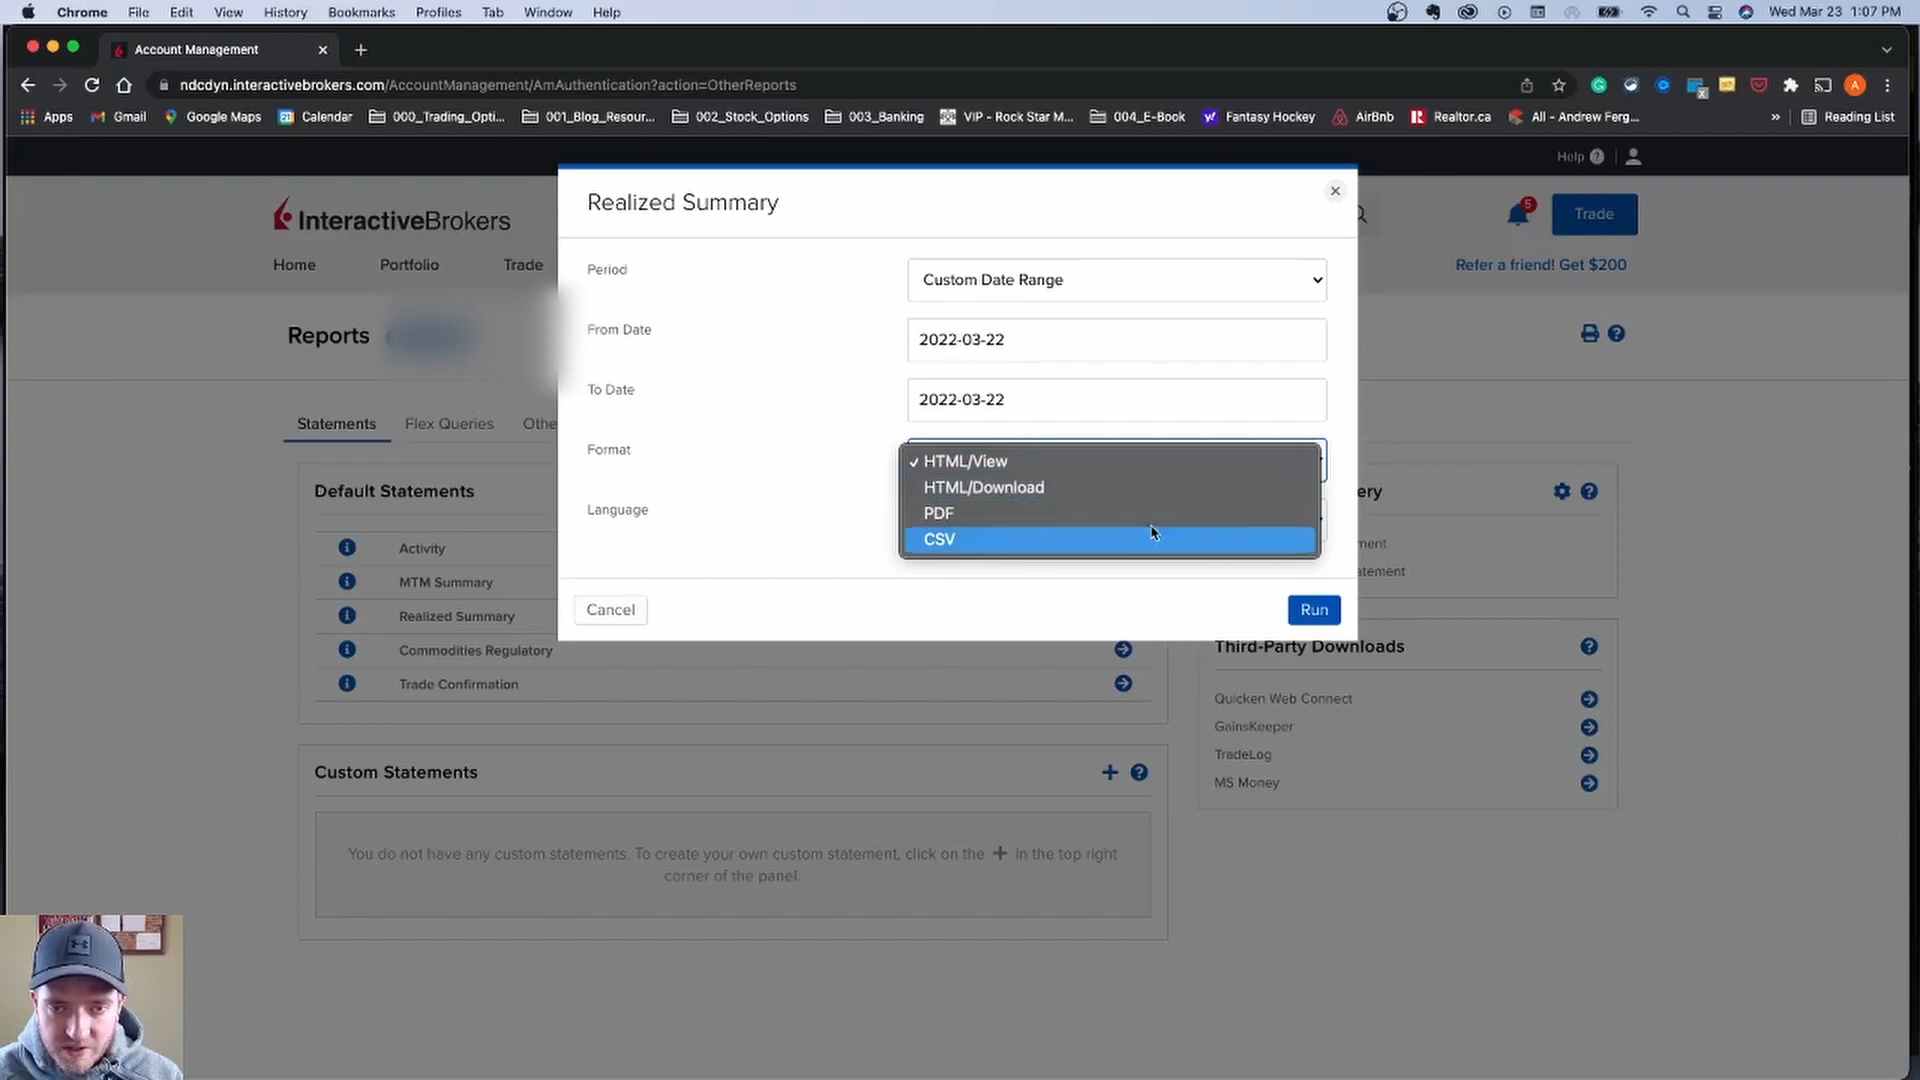 Chrome File Edit View History Bookmarks Profiles Tab Window Help Wed Mar 23 1:07 PM
Account Management
ndcdyn.interactivebrokers.com/AccountManagement/AmAuthentication?action=OtherReports
Apps Gmail Google Maps Calendar 000_Trading_Opti... 001_Blog_Resour... 002_Stock_Options 003_Banking VIP - Rock Star M... 004_E-Book Fantasy Hockey AirBnb Realtor.ca All - Andrew Ferg... » Reading List
Help
Realized Summary
InteractiveBrokers
5
Trade
Home Portfolio Trade
Refer a friend! Get $200
Period
Custom Date Range
From Date
2022-03-22
To Date
2022-03-22
Reports
Statements Flex Queries Othe
Format
✓ HTML/View
HTML/Download
PDF
CSV
Language
Cancel
Run
Default Statements
Activity
MTM Summary
Realized Summary
Commodities Regulatory
Trade Confirmation
ery
ment
atement
Third-Party Downloads
Quicken Web Connect
GainsKeeper
TradeLog
MS Money
Custom Statements
You do not have any custom statements. To create your own custom statement, click on the + in the top right
corner of the panel.